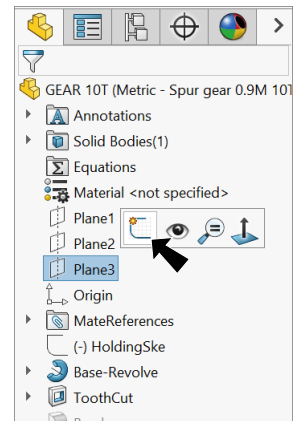 GEAR 10T (Metric - Spur gear 0.9M 10T
Annotations
Solid Bodies(1)
Equations
Material <not specified>
Plane1
Plane2
Plane3
Origin
MateReferences
(-) HoldingSke
Base-Revolve
ToothCut